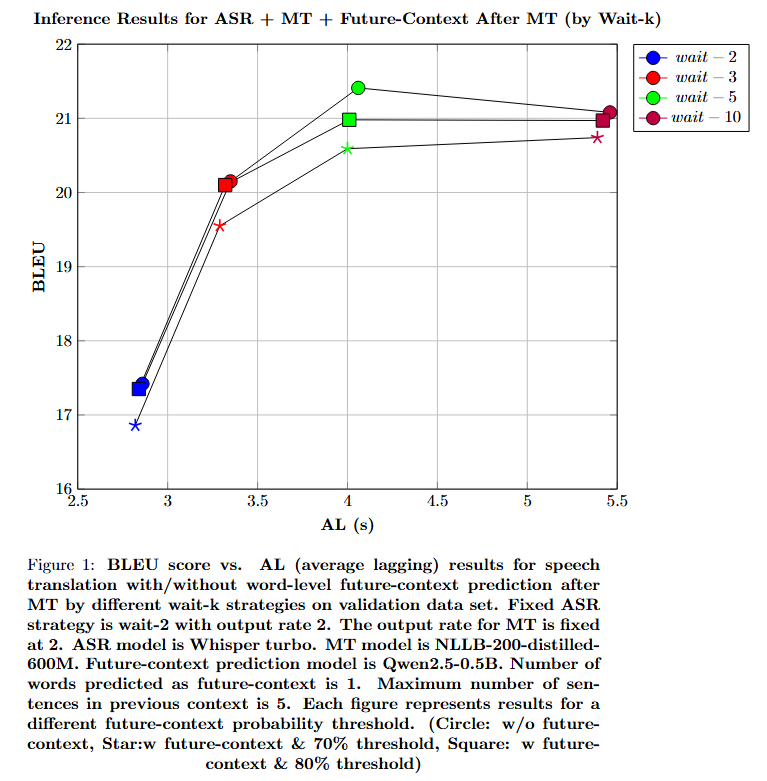 Inference Results for ASR + MT + Future-Context After MT (by Wait-k)
22
21
20
19
18
17
16
BLEU
2.5 3 3.5 4 4.5 5 5.5
AL (s)
wait − 2
wait − 3
wait − 5
wait − 10
Figure 1: BLEU score vs. AL (average lagging) results for speech
translation with/without word-level future-context prediction after
MT by different wait-k strategies on validation data set. Fixed ASR
strategy is wait-2 with output rate 2. The output rate for MT is fixed
at 2. ASR model is Whisper turbo. MT model is NLLB-200-distilled-
600M. Future-context prediction model is Qwen2.5-0.5B. Number of
words predicted as future-context is 1. Maximum number of sen-
tences in previous context is 5. Each figure represents results for a
different future-context probability threshold. (Circle: w/o future-
context, Star:w future-context & 70% threshold, Square: w future-
context & 80% threshold)